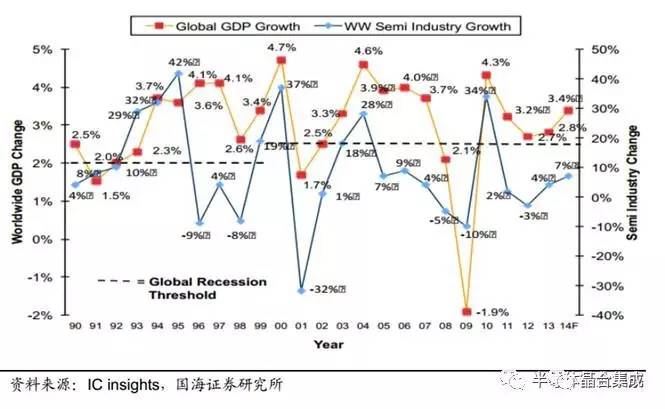 Global GDP Growth WW Semi Industry Growth
5% 50%
4% 40%
3% 30%
2% 20%
1% 10%
0% 0%
-1% -10%
-2% -20%
-30%
-40%
Worldwide GDP Change
Semi Industry Change
2.5% 2.0% 1.5% 2.3% 3.7% 3.6% 4.1% 4.1% 2.6% 3.4% 4.7% 1.7% 2.5% 3.3% 4.6% 3.9% 4.0% 3.7% 2.1% -1.9% 4.3% 3.2% 2.7% 2.8% 3.4%
4% 8% 10% 29% 32% 42% -9% 4% -8% 19% 37% -32% 1% 18% 28% 7% 9% 4% -5% -10% 34% 2% -3% 4% 7%
= Global Recession
Threshold
90 91 92 93 94 95 96 97 98 99 00 01 02 03 04 05 06 07 08 09 10 11 12 13 14F
Year
资料来源：IC insights，国海证券研究所
半导体晶合集成